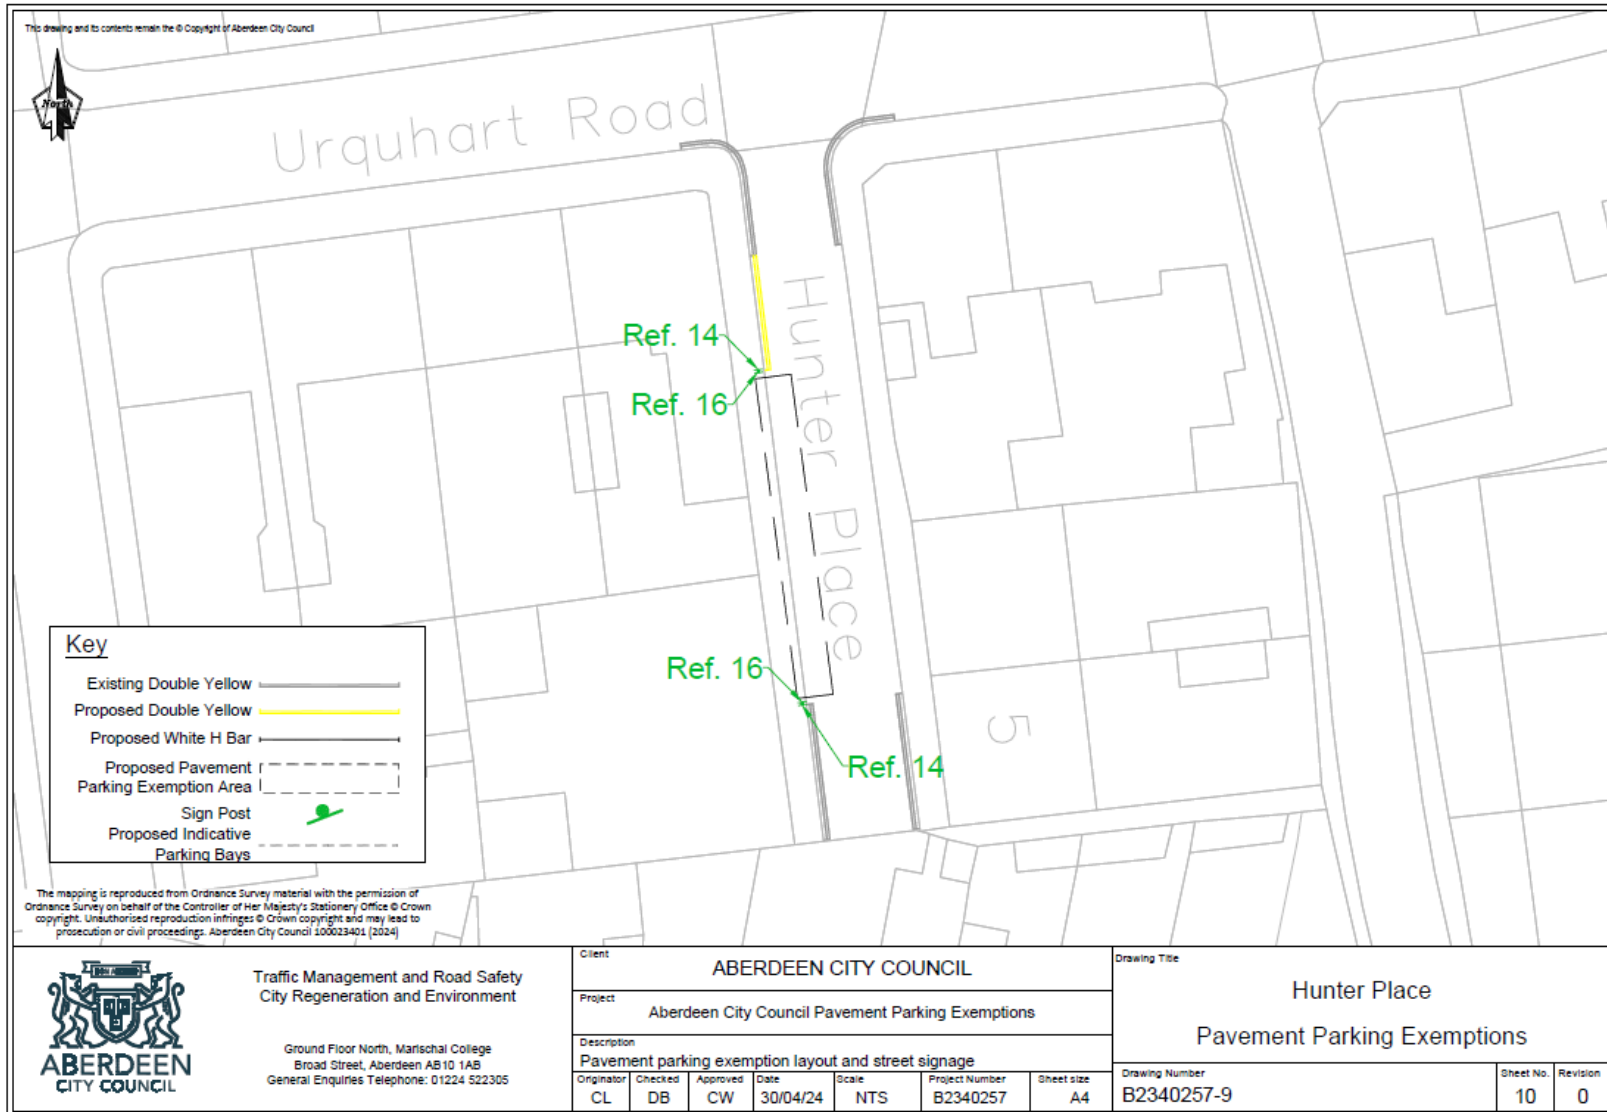 This drawing and its contents remain the © Copyright of Aberdeen City Council
North
Urquhart Road
Hunter Place
Ref. 14
Ref. 16
Ref. 16
Ref. 14
5
Key
Existing Double Yellow
Proposed Double Yellow
Proposed White H Bar
Proposed Pavement
Parking Exemption Area
Sign Post
Proposed Indicative
Parking Bays
The mapping is reproduced from Ordnance Survey material with the permission of
Ordnance Survey on behalf of the Controller of Her Majesty's Stationery Office © Crown
copyright. Unauthorised reproduction infringes © Crown copyright and may lead to
prosecution or civil proceedings. Aberdeen City Council 100023401 (2024)
ABERDEEN
CITY COUNCIL
Traffic Management and Road Safety
City Regeneration and Environment
Ground Floor North, Marischal College
Broad Street, Aberdeen AB10 1AB
General Enquiries Telephone: 01224 522305
Client
ABERDEEN CITY COUNCIL
Project
Aberdeen City Council Pavement Parking Exemptions
Description
Pavement parking exemption layout and street signage
Originator Checked Approved Date Scale Project Number Sheet size
CL DB CW 30/04/24 NTS B2340257 A4
Drawing Title
Hunter Place
Pavement Parking Exemptions
Drawing Number Sheet No. Revision
B2340257-9 10 0